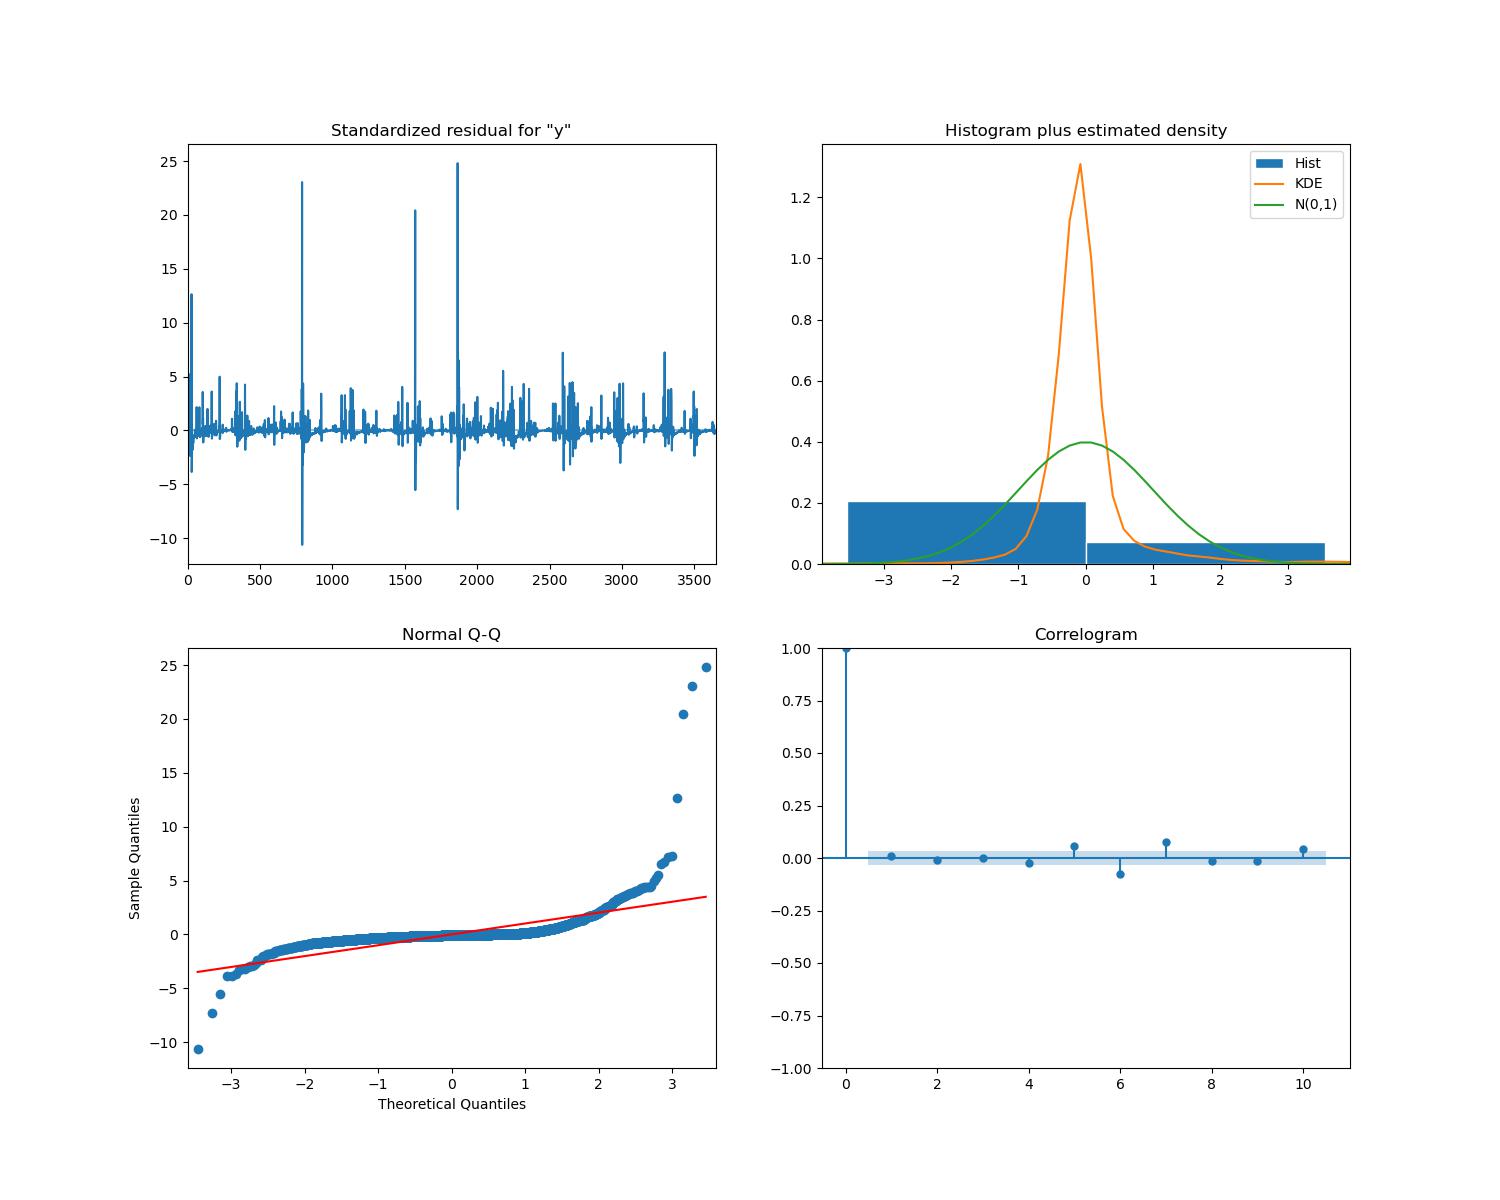 Standardized residual for "y"
25
20
15
10
5
0
−5
−10
0 500 1000 1500 2000 2500 3000 3500
Histogram plus estimated density
Hist
KDE
N(0,1)
1.2
1.0
0.8
0.6
0.4
0.2
0.0
−3 −2 −1 0 1 2 3
Normal Q-Q
Sample Quantiles
25
20
15
10
5
0
−5
−10
−3 −2 −1 0 1 2 3
Theoretical Quantiles
Correlogram
1.00
0.75
0.50
0.25
0.00
−0.25
−0.50
−0.75
−1.00
0 2 4 6 8 10